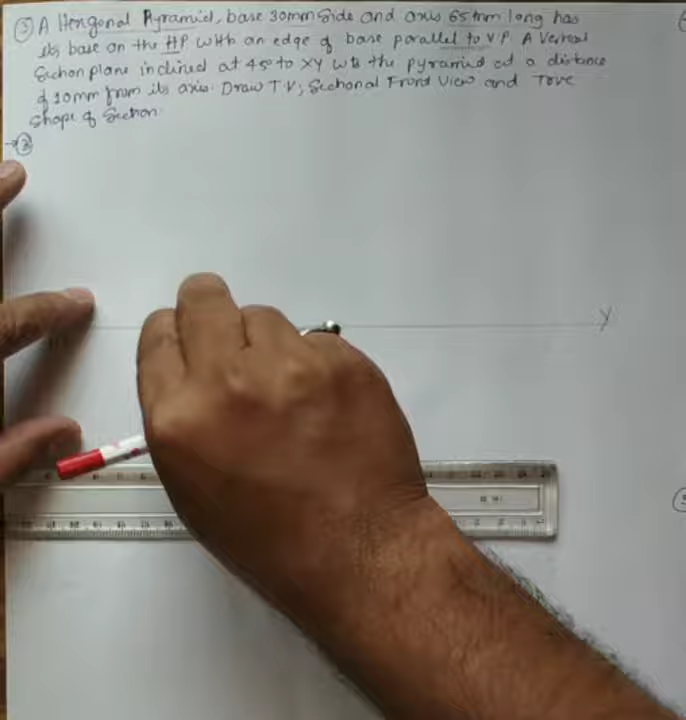 ③ A Hexgonal Pyramid, base 30mm side and axis 65mm long has
its base on the HP with an edge of base parallel to VP. A Vertical
Section plane inclined at 45° to XY cuts the pyramid at a distance
of 10mm from its axis. Draw TV, Sectional Front View and True
shape of Section.
Y